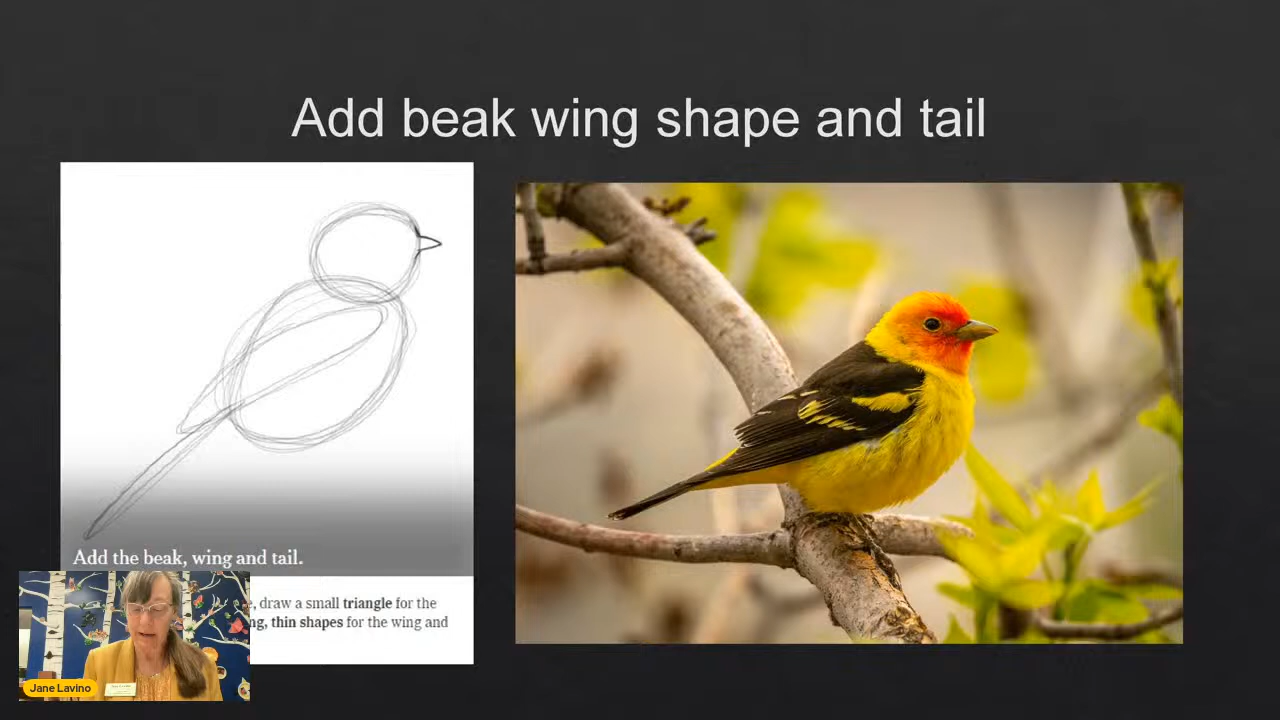 Add beak wing shape and tail
Add the beak, wing and tail.
, draw a small triangle for the
thin shapes for the wing and
Jane Lavino